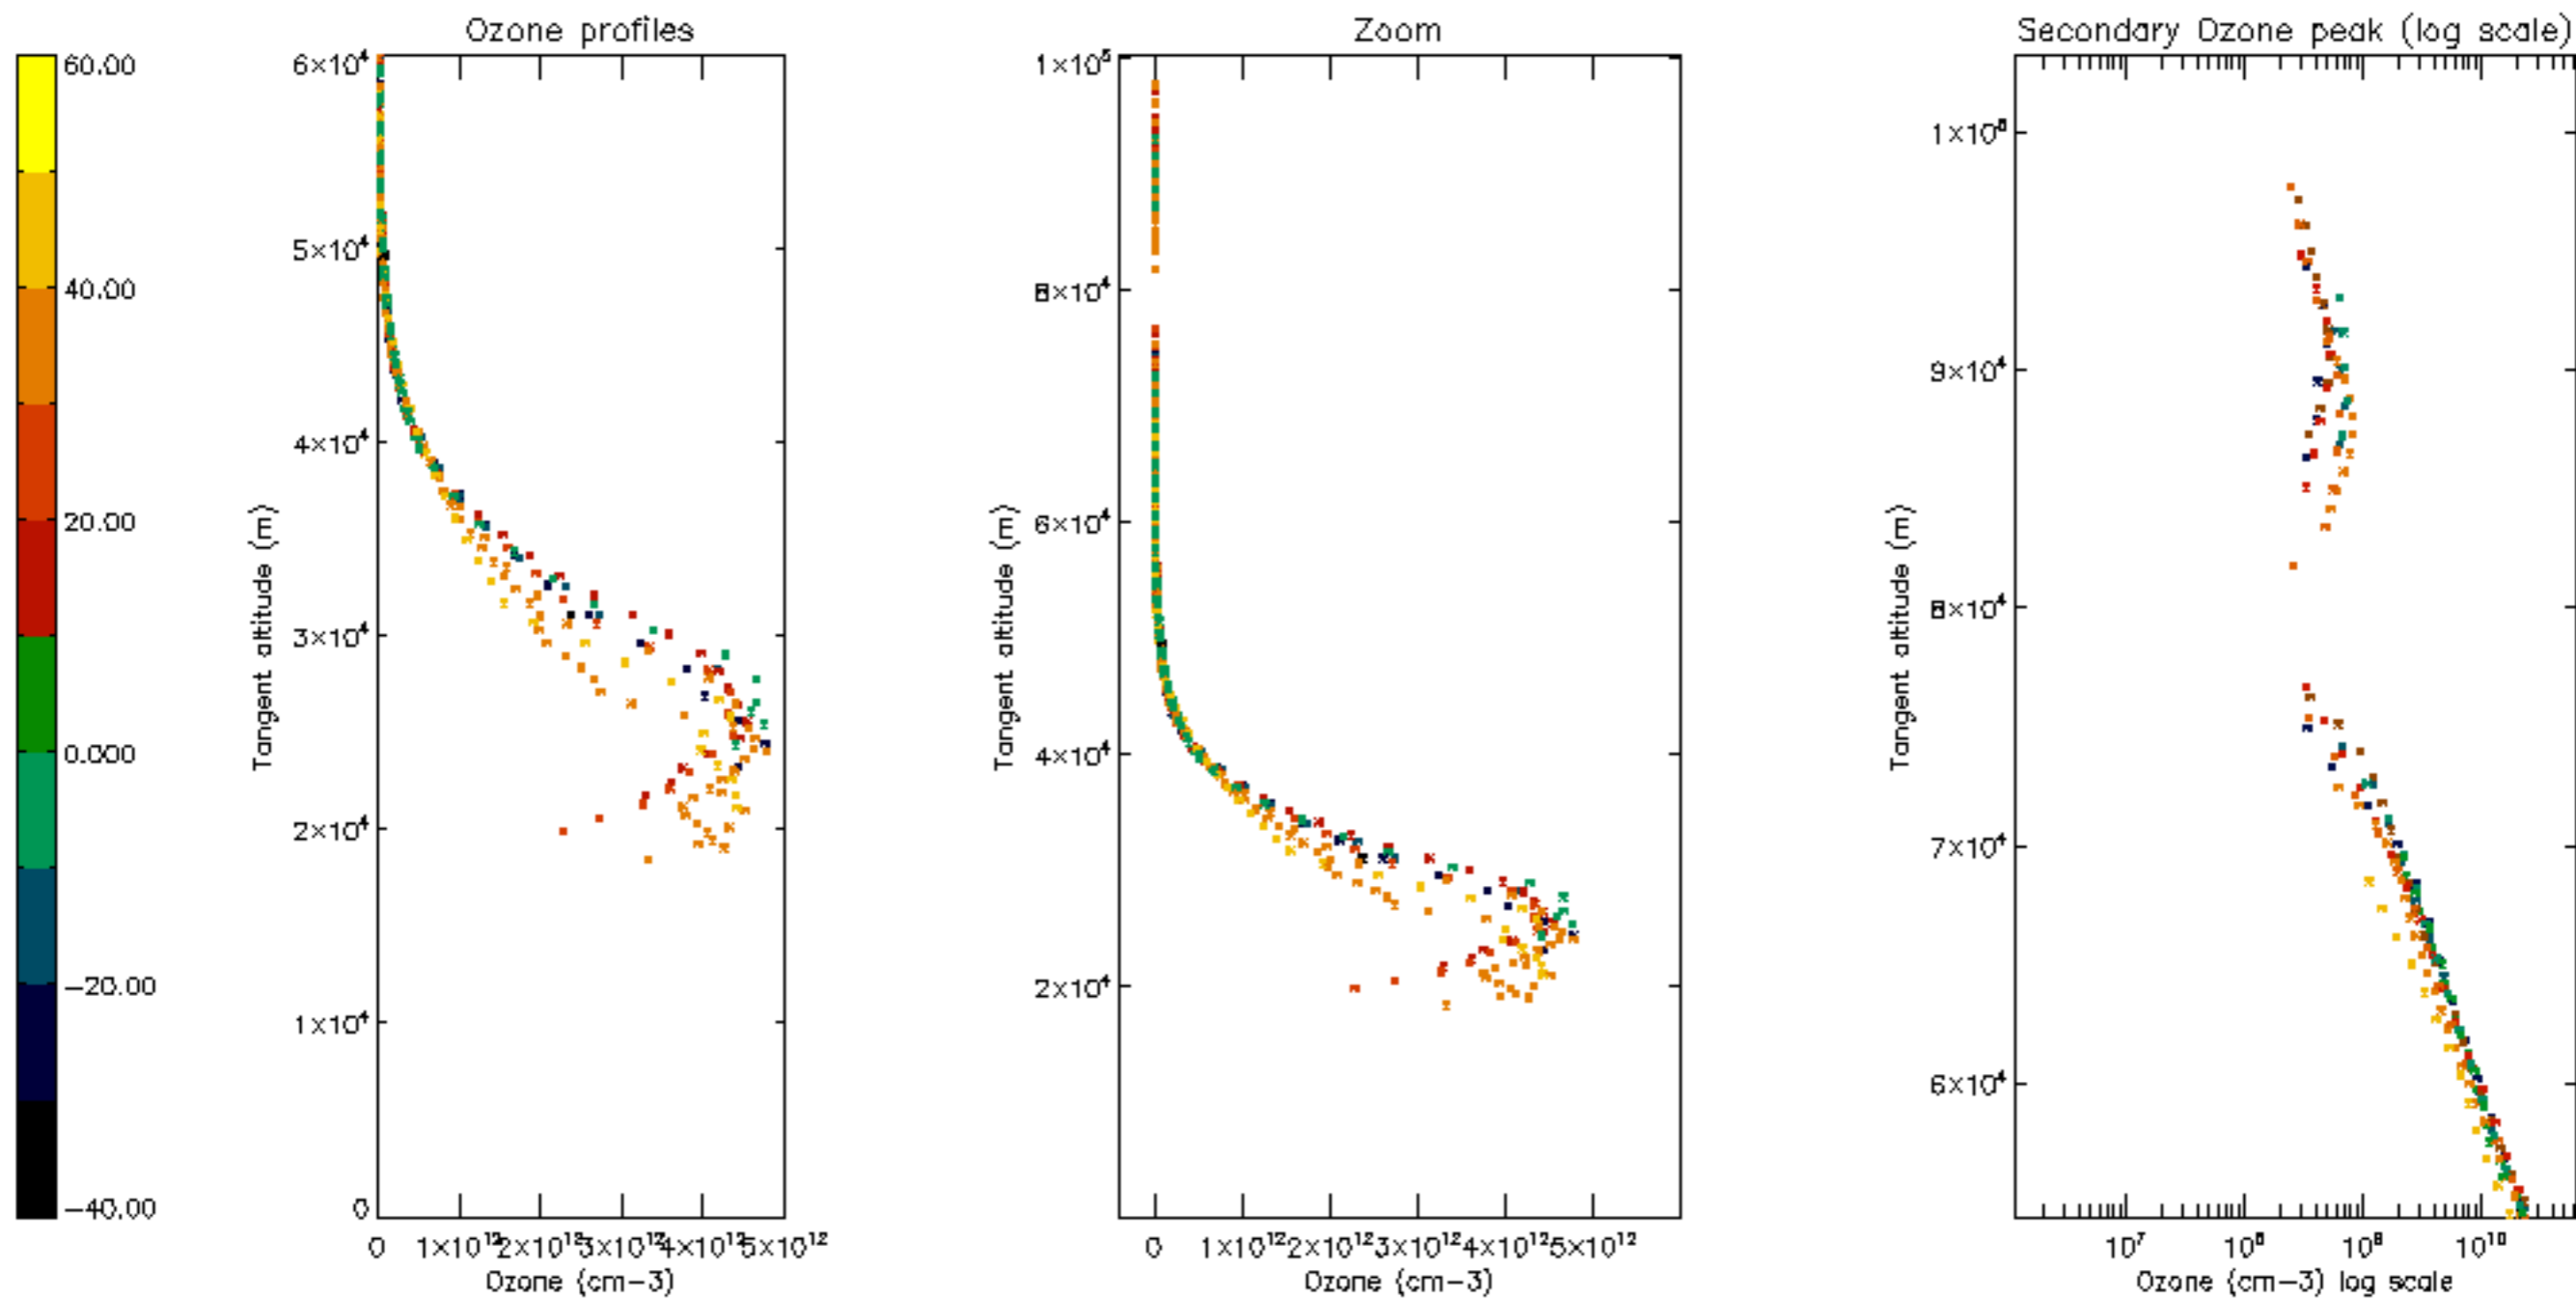 Ozone profiles
Zoom
Secondary Ozone peak (log scale)
60.00
40.00
20.00
0.000
−20.00
−40.00
6×10⁴
5×10⁴
4×10⁴
3×10⁴
2×10⁴
1×10⁴
0
Tangent altitude (m)
0 1×10¹² 2×10¹² 3×10¹² 4×10¹² 5×10¹²
Ozone (cm−3)
1×10⁵
8×10⁴
6×10⁴
4×10⁴
2×10⁴
Tangent altitude (m)
0 1×10¹² 2×10¹² 3×10¹² 4×10¹² 5×10¹²
Ozone (cm−3)
1×10⁵
9×10⁴
8×10⁴
7×10⁴
6×10⁴
Tangent altitude (m)
10⁷ 10⁸ 10⁹ 10¹⁰
Ozone (cm−3) log scale